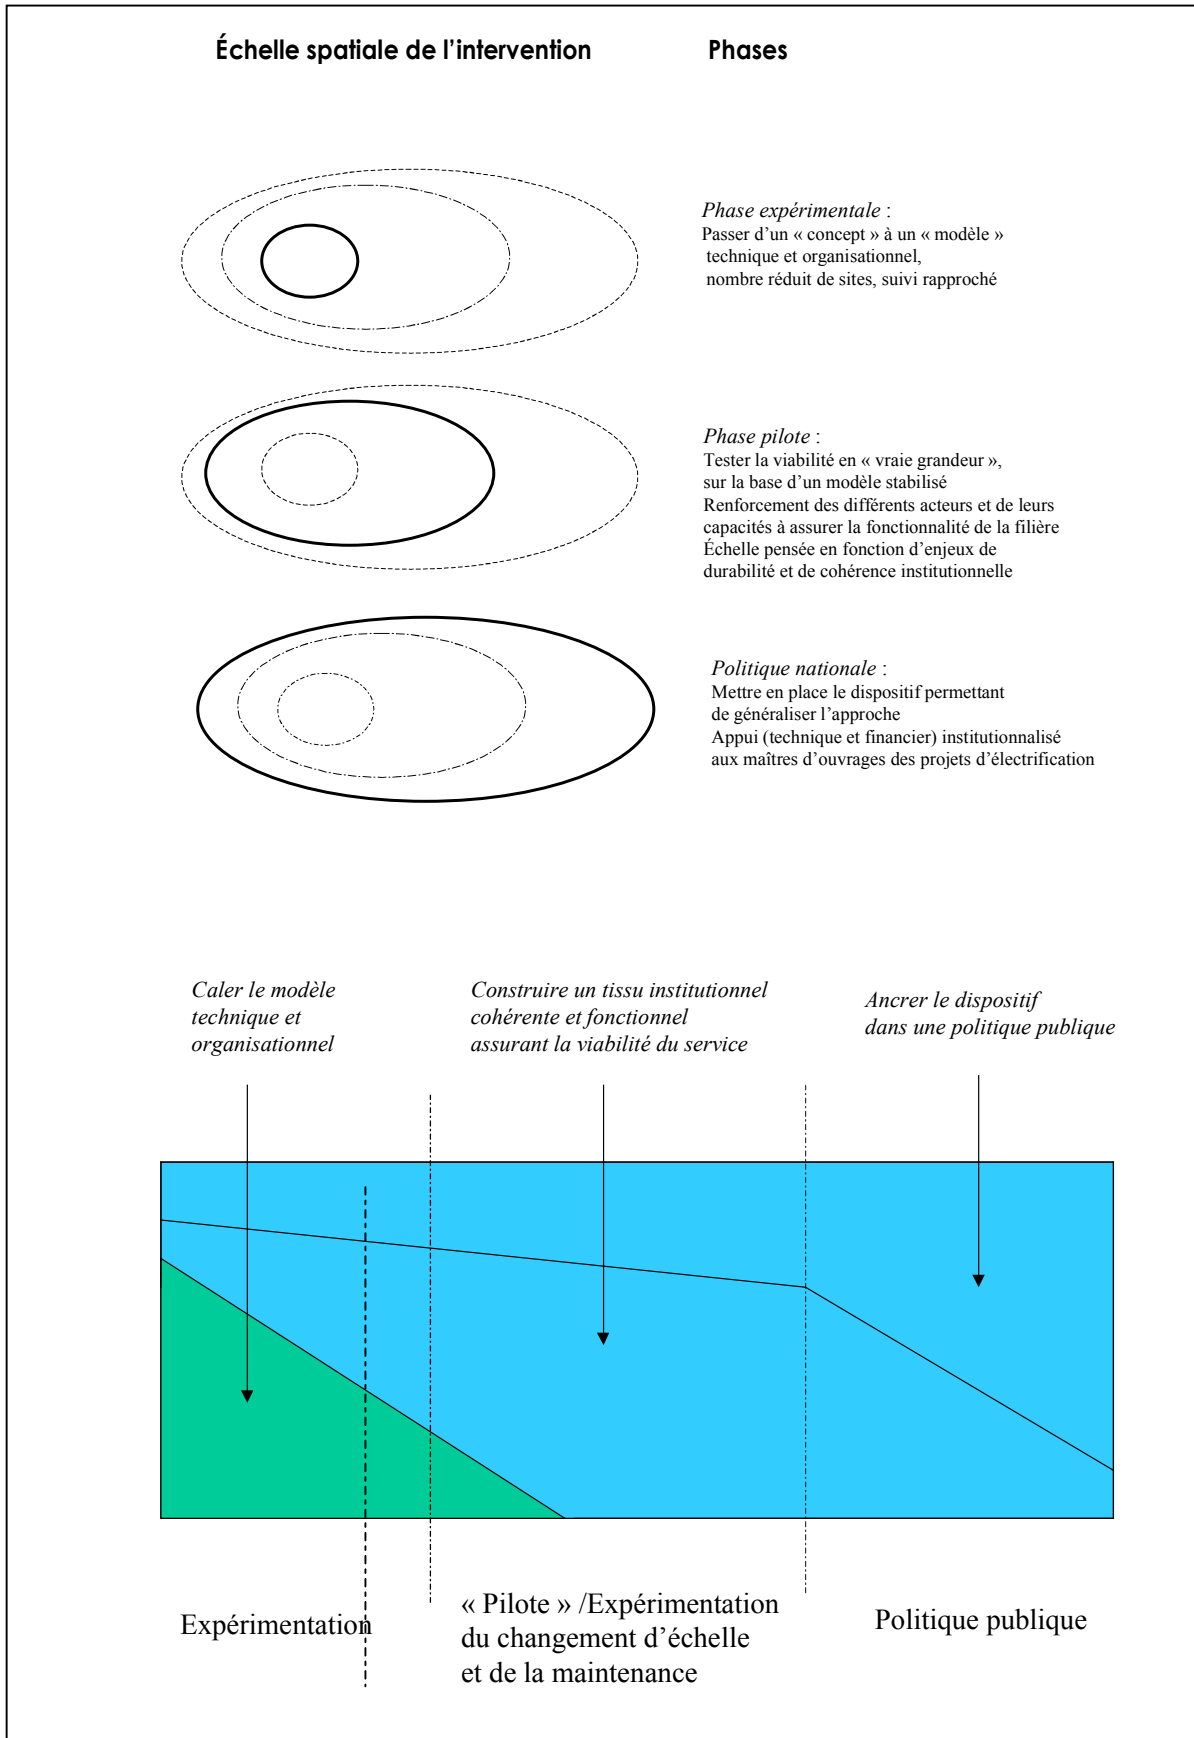 Échelle spatiale de l’intervention
Phases
Phase expérimentale :
Passer d’un « concept » à un « modèle »
technique et organisationnel,
nombre réduit de sites, suivi rapproché
Phase pilote :
Tester la viabilité en « vraie grandeur »,
sur la base d’un modèle stabilisé
Renforcement des différents acteurs et de leurs
capacités à assurer la fonctionnalité de la filière
Échelle pensée en fonction d’enjeux de
durabilité et de cohérence institutionnelle
Politique nationale :
Mettre en place le dispositif permettant
de généraliser l’approche
Appui (technique et financier) institutionnalisé
aux maîtres d’ouvrages des projets d’électrification
Caler le modèle
technique et
organisationnel
Construire un tissu institutionnel
cohérente et fonctionnel
assurant la viabilité du service
Ancrer le dispositif
dans une politique publique
Expérimentation
« Pilote » /Expérimentation
du changement d’échelle
et de la maintenance
Politique publique